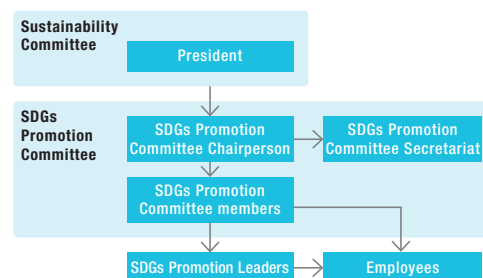 Sustainability
Committee
President
SDGs
Promotion
Committee
SDGs Promotion
Committee Chairperson
SDGs Promotion
Committee Secretariat
SDGs Promotion
Committee members
SDGs Promotion Leaders
Employees